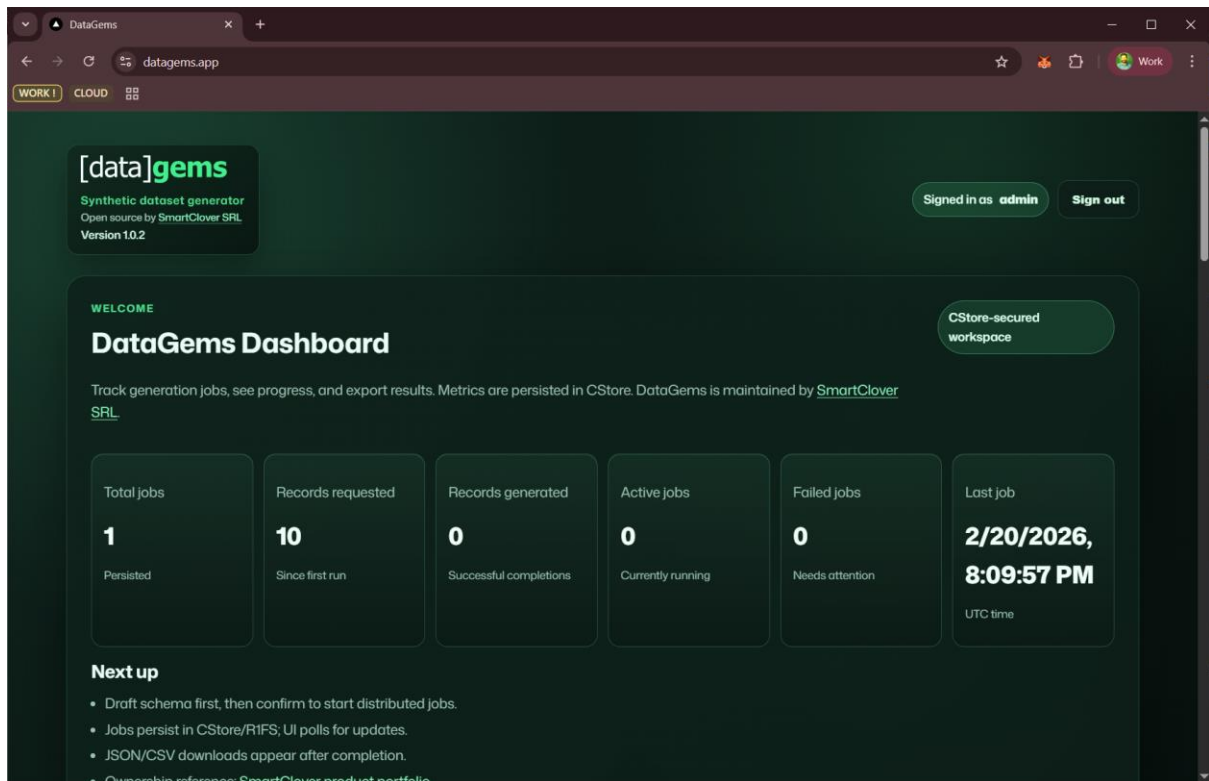 DataGems
datagems.app
Work
WORK !
CLOUD
[data]gems
Synthetic dataset generator
Open source by SmartClover SRL
Version 1.0.2
Signed in as admin
Sign out
WELCOME
DataGems Dashboard
CStore-secured
workspace
Track generation jobs, see progress, and export results. Metrics are persisted in CStore. DataGems is maintained by SmartClover
SRL.
Total jobs
1
Persisted
Records requested
10
Since first run
Records generated
0
Successful completions
Active jobs
0
Currently running
Failed jobs
0
Needs attention
Last job
2/20/2026,
8:09:57 PM
UTC time
Next up
• Draft schema first, then confirm to start distributed jobs.
• Jobs persist in CStore/R1FS; UI polls for updates.
• JSON/CSV downloads appear after completion.
• Ownership reference: SmartClover product portfolio